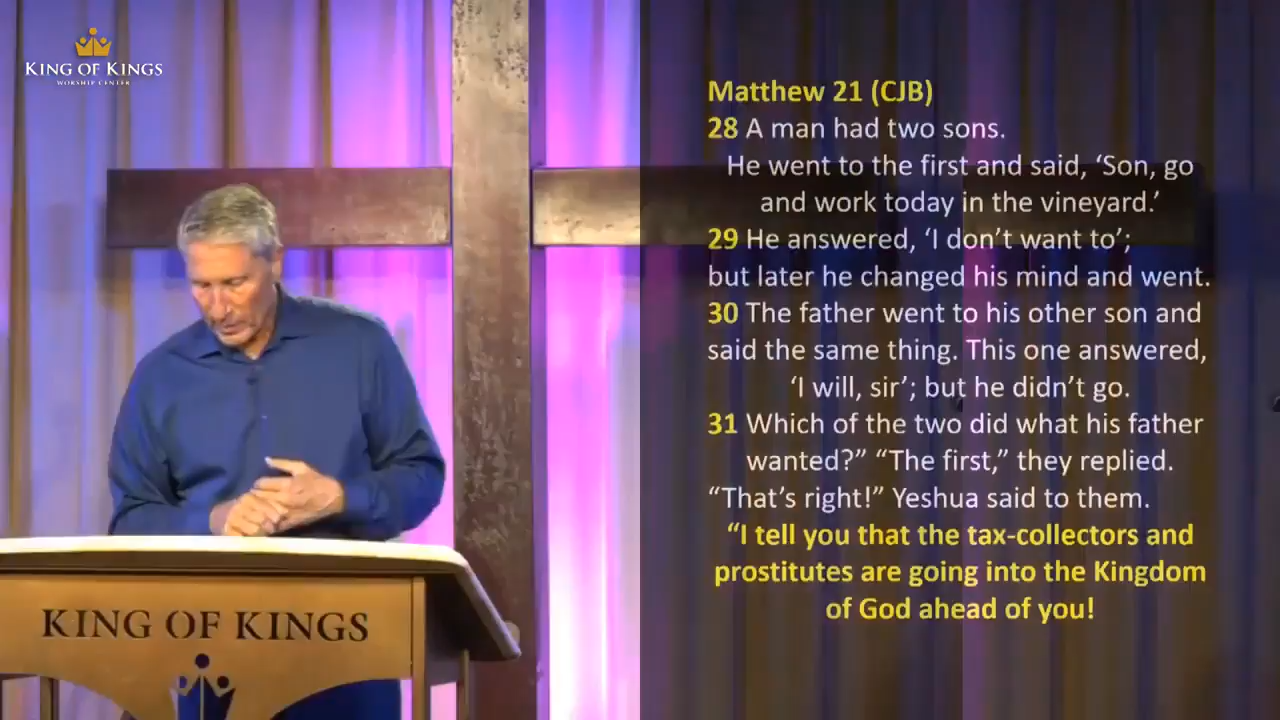 KING OF KINGS
WORSHIP CENTER
Matthew 21 (CJB)
28 A man had two sons.
He went to the first and said, ‘Son, go
and work today in the vineyard.’
29 He answered, ‘I don’t want to’;
but later he changed his mind and went.
30 The father went to his other son and
said the same thing. This one answered,
‘I will, sir’; but he didn’t go.
31 Which of the two did what his father
wanted?” “The first,” they replied.
“That’s right!” Yeshua said to them.
“I tell you that the tax-collectors and
prostitutes are going into the Kingdom
of God ahead of you!
KING OF KINGS